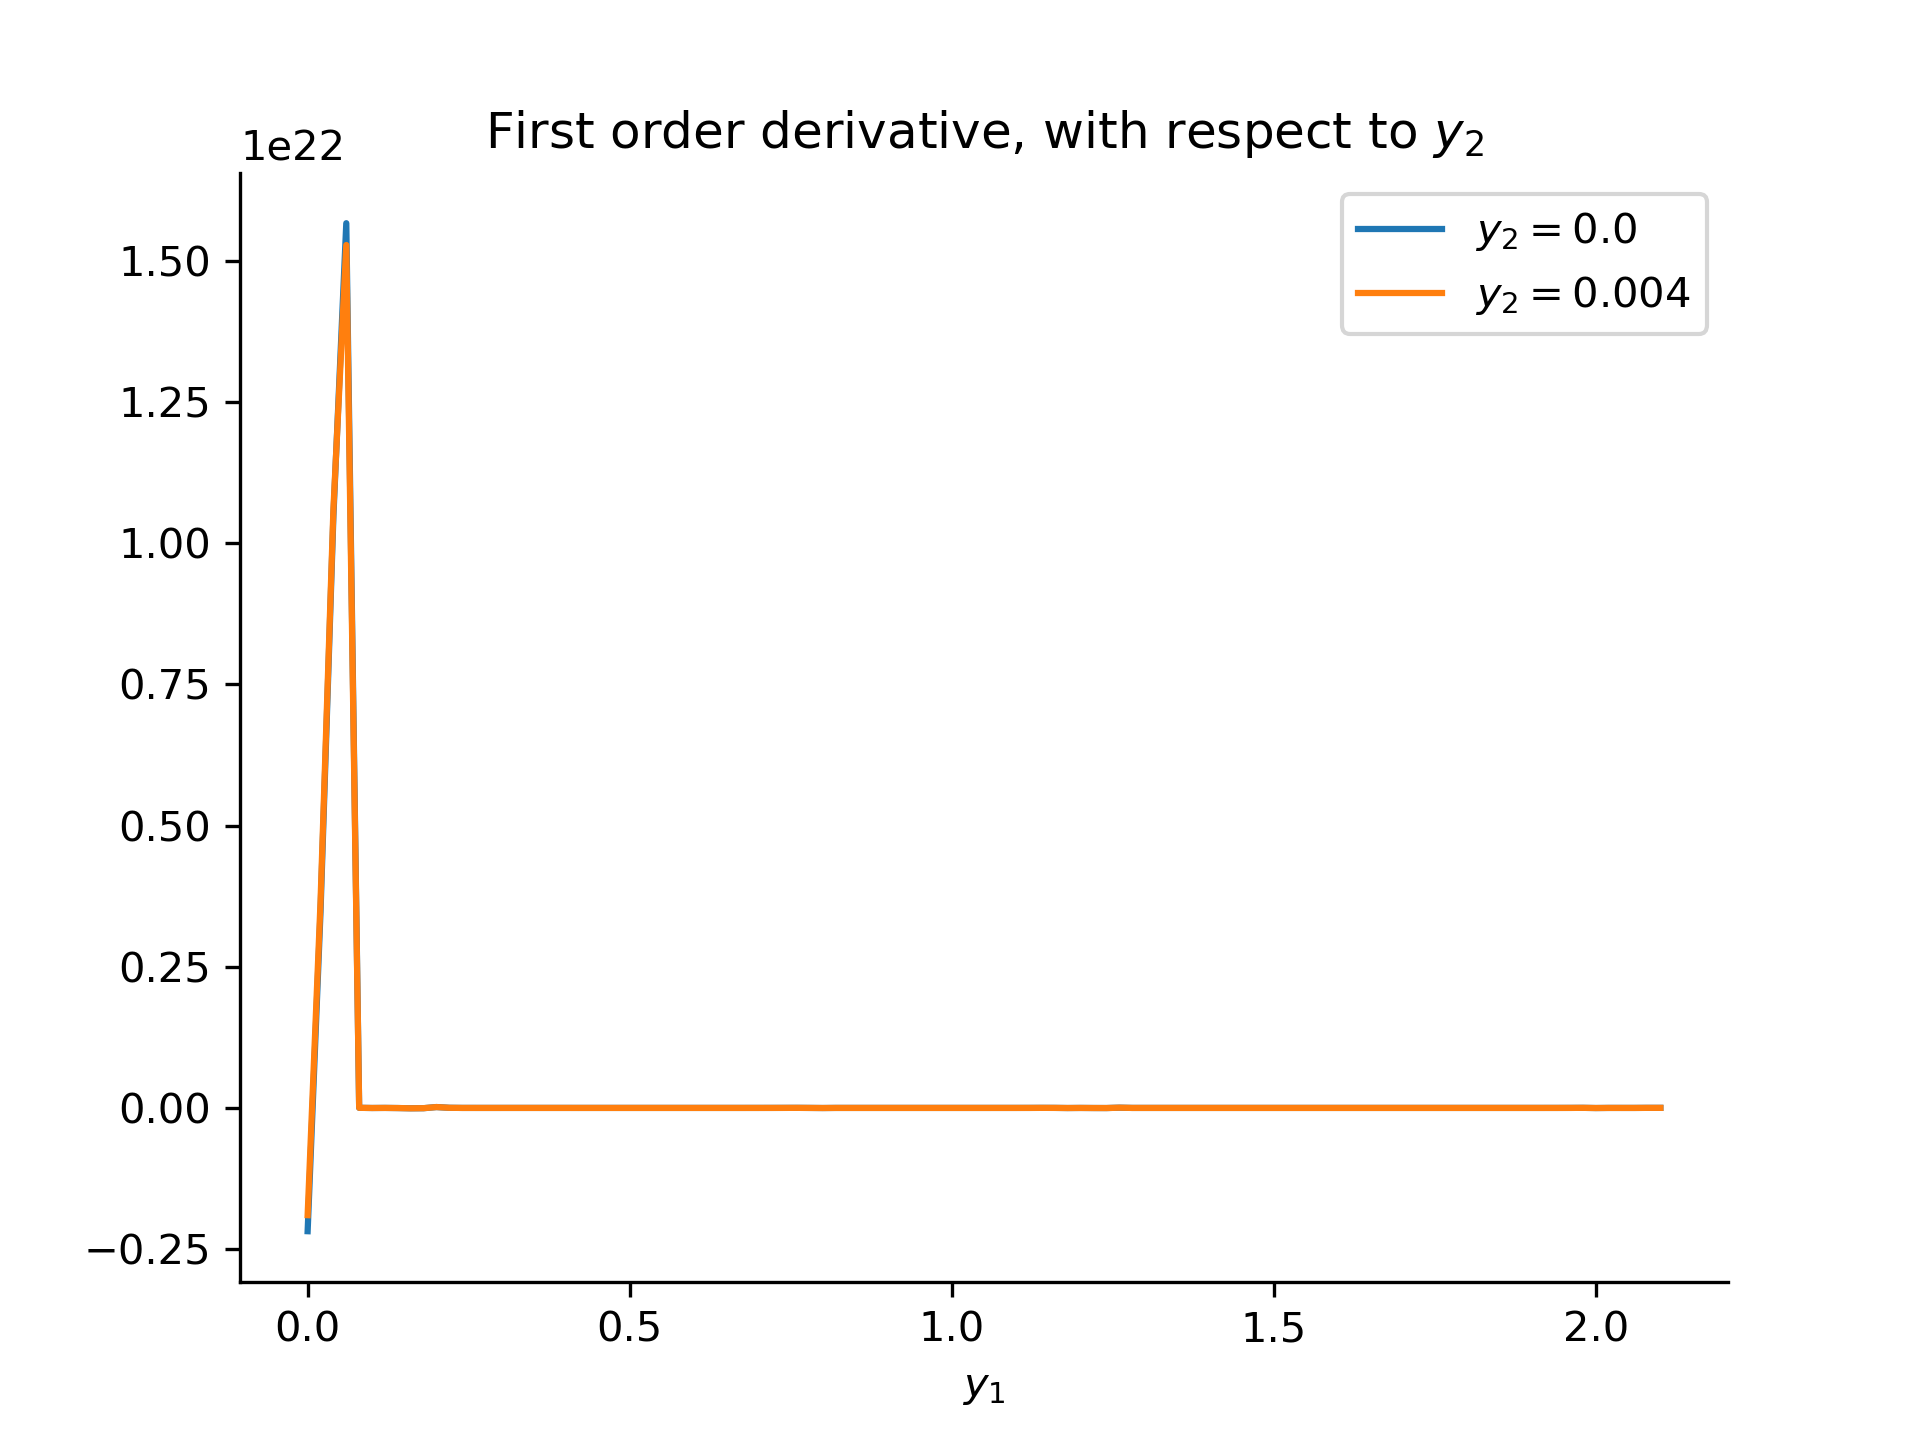 First order derivative, with respect to y₂
1e22
y₂ = 0.0
y₂ = 0.004
1.50
1.25
1.00
0.75
0.50
0.25
0.00
−0.25
0.0 0.5 1.0 1.5 2.0
y₁